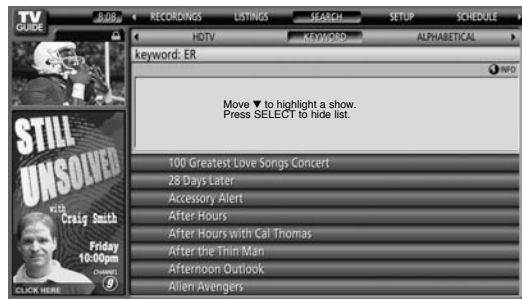 TV
GUIDE
8:08
RECORDINGS LISTINGS SEARCH SETUP SCHEDULE
HDTV KEYWORD ALPHABETICAL
keyword: ER
INFO
Move ▼ to highlight a show.
Press SELECT to hide list.
100 Greatest Love Songs Concert
28 Days Later
Accessory Alert
After Hours
After Hours with Cal Thomas
After the Thin Man
Afternoon Outlook
Alien Avengers
STILL
UNSOLVED
with
Craig Smith
Friday
10:00pm
CHANNEL
9
CLICK HERE